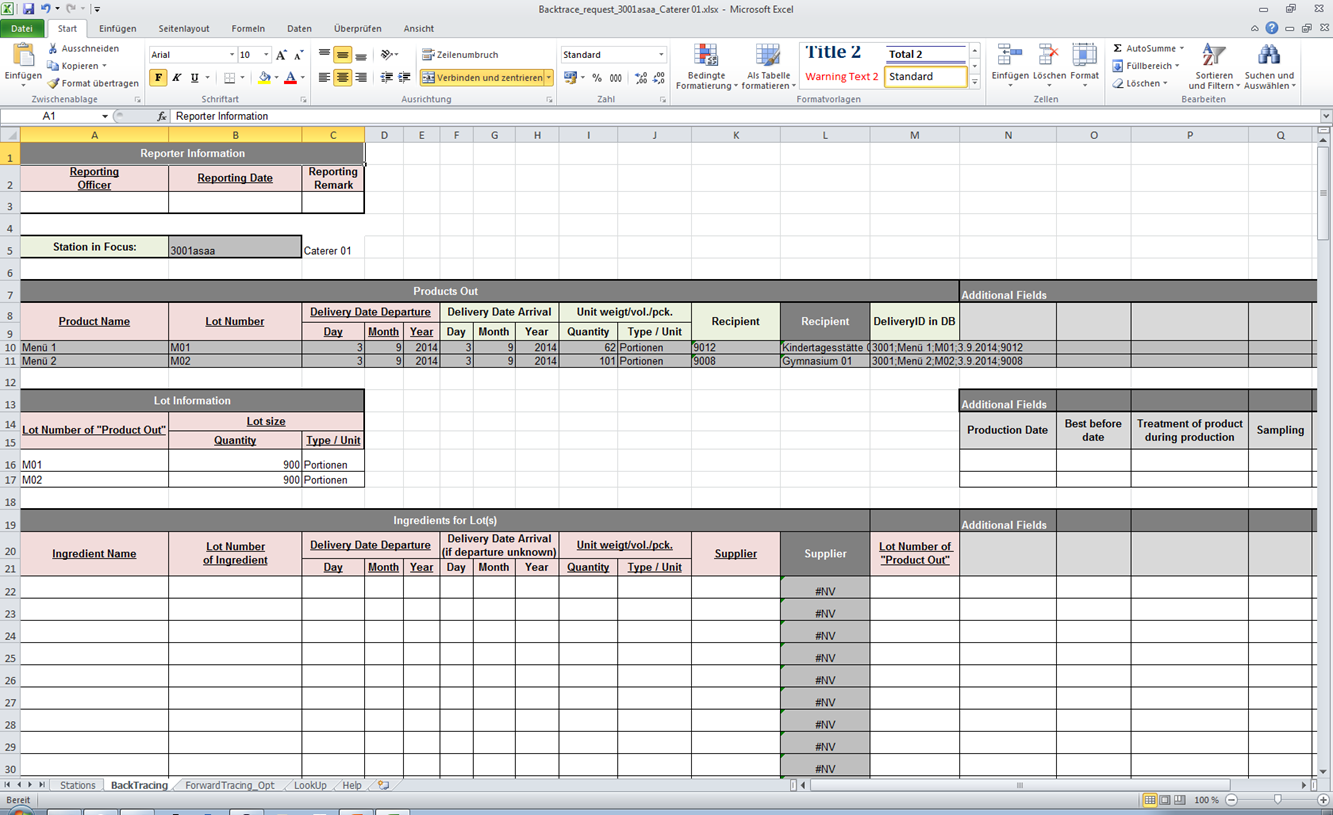 Backtrace_request_3001asaa_Caterer 01.xlsx - Microsoft Excel
Datei Start Einfügen Seitenlayout Formeln Daten Überprüfen Ansicht
Einfügen
Ausschneiden
Kopieren
Format übertragen
Zwischenablage
Arial 10
F K U
Schriftart
Zeilenumbruch
Verbinden und zentrieren
Ausrichtung
Standard
% 000
Zahl
Bedingte Formatierung
Als Tabelle formatieren
Title 2 Total 2
Warning Text 2 Standard
Formatvorlagen
Einfügen Löschen Format
Zellen
Σ AutoSumme
Füllbereich
Löschen
Sortieren und Filtern
Suchen und Auswählen
Bearbeiten
A1 fx Reporter Information
A B C D E F G H I J K L M N O P Q
1 Reporter Information
2 Reporting Officer Reporting Date Reporting Remark
3
4
5 Station in Focus: 3001asaa Caterer 01
6
7 Products Out Additional Fields
8 Product Name Lot Number Delivery Date Departure Delivery Date Arrival Unit weigt/vol./pck. Recipient Recipient DeliveryID in DB
9 Day Month Year Day Month Year Quantity Type / Unit
10 Menü 1 M01 3 9 2014 3 9 2014 62 Portionen 9012 Kindertagesstätte 3001;Menü 1;M01;3.9.2014;9012
11 Menü 2 M02 3 9 2014 3 9 2014 101 Portionen 9008 Gymnasium 01 3001;Menü 2;M02;3.9.2014;9008
12
13 Lot Information Additional Fields
14 Lot Number of "Product Out" Lot size Production Date Best before date Treatment of product during production Sampling
15 Quantity Type / Unit
16 M01 900 Portionen
17 M02 900 Portionen
18
19 Ingredients for Lot(s) Additional Fields
20 Ingredient Name Lot Number of Ingredient Delivery Date Departure Delivery Date Arrival (if departure unknown) Unit weigt/vol./pck. Supplier Supplier Lot Number of "Product Out"
21 Day Month Year Day Month Year Quantity Type / Unit
22 #NV
23 #NV
24 #NV
25 #NV
26 #NV
27 #NV
28 #NV
29 #NV
30 #NV
Stations BackTracing ForwardTracing_Opt LookUp Help
Bereit 100 %